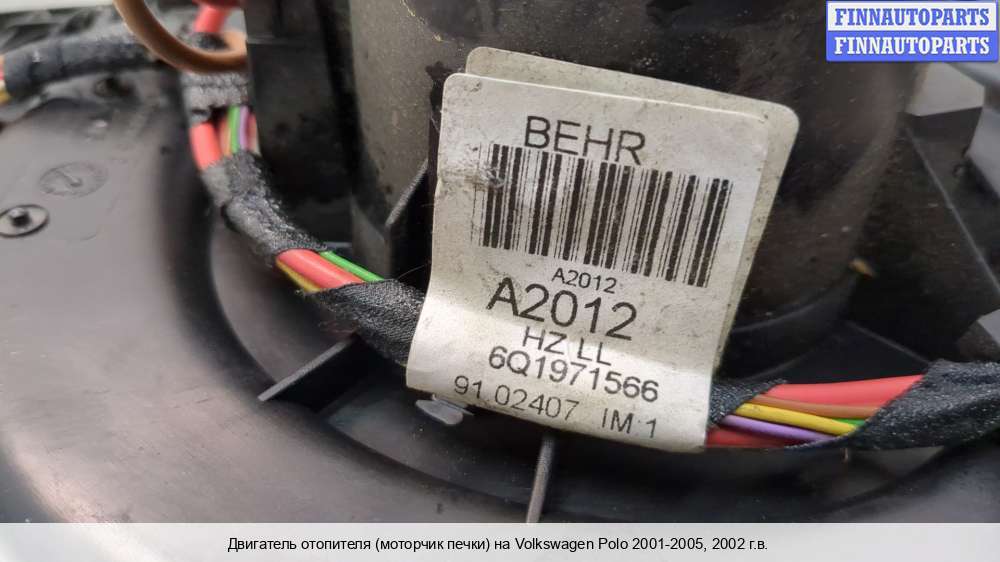 FINNAUTOPARTS
FINNAUTOPARTS
BEHR
A2012
A2012
HZ LL
6Q1971566
91.02407 IM:1
Двигатель отопителя (моторчик печки) на Volkswagen Polo 2001-2005, 2002 г.в.